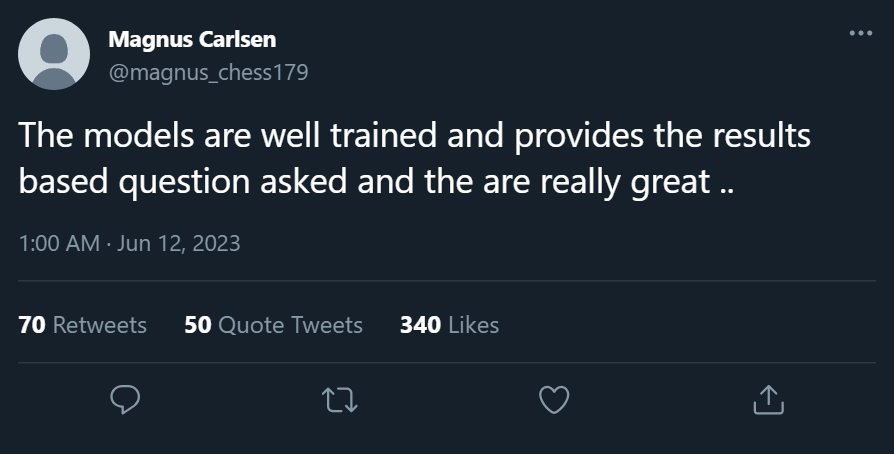 Magnus Carlsen
@magnus_chess179
The models are well trained and provides the results
based question asked and the are really great ..
1:00 AM · Jun 12, 2023
70 Retweets 50 Quote Tweets 340 Likes